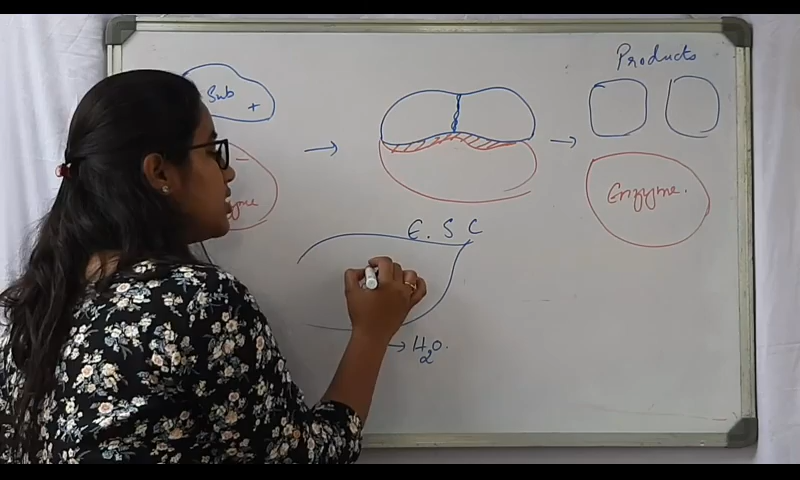 Products
Sub
+
→
→
-
Enzyme.
E. S C
→ H2O.